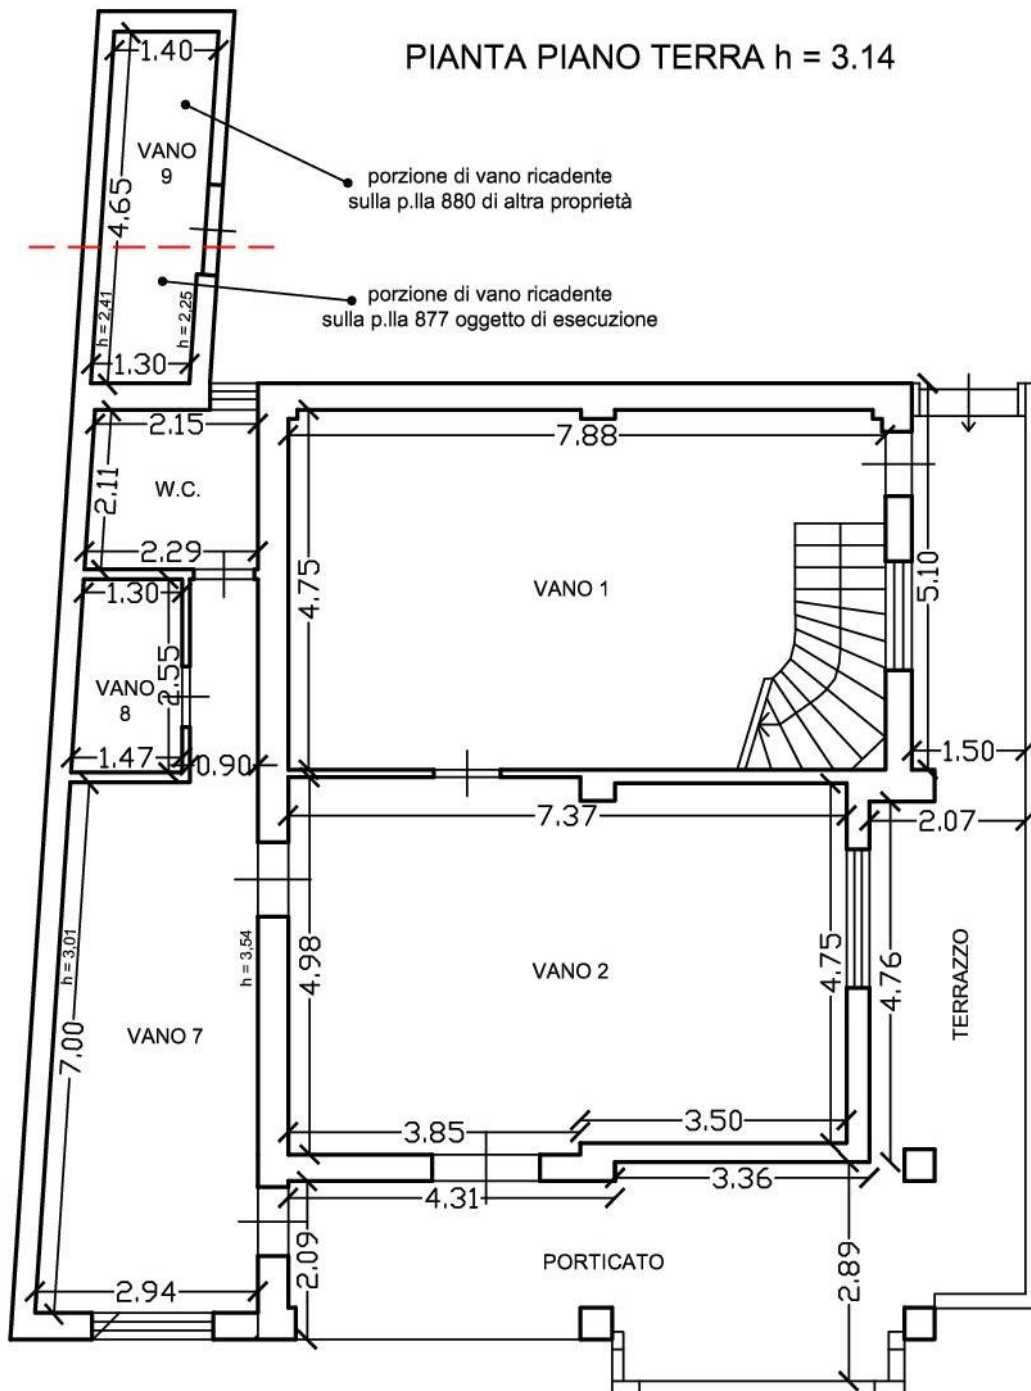 PIANTA PIANO TERRA h = 3.14
1.40
VANO
9
porzione di vano ricadente
sulla p.lla 880 di altra proprietà
4.65
porzione di vano ricadente
sulla p.lla 877 oggetto di esecuzione
h = 2,41
h = 2,25
1.30
2.15
7.88
2.11
W.C.
2.29
4.75
VANO 1
5.10
1.30
2.55
VANO
8
1.47
0.90
1.50
7.37
2.07
h = 3,01
h = 3,54
4.98
VANO 2
4.75
4.76
TERRAZZO
7.00
VANO 7
3.85
3.50
4.31
3.36
2.09
PORTICATO
2.89
2.94